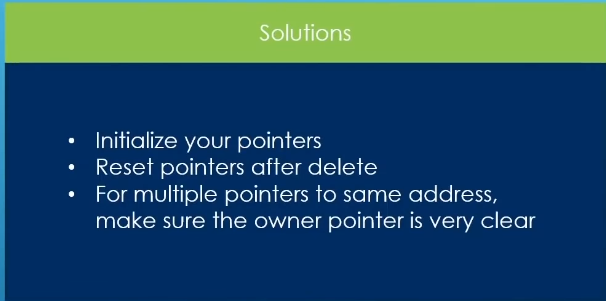 Solutions
• Initialize your pointers
• Reset pointers after delete
• For multiple pointers to same address,
make sure the owner pointer is very clear